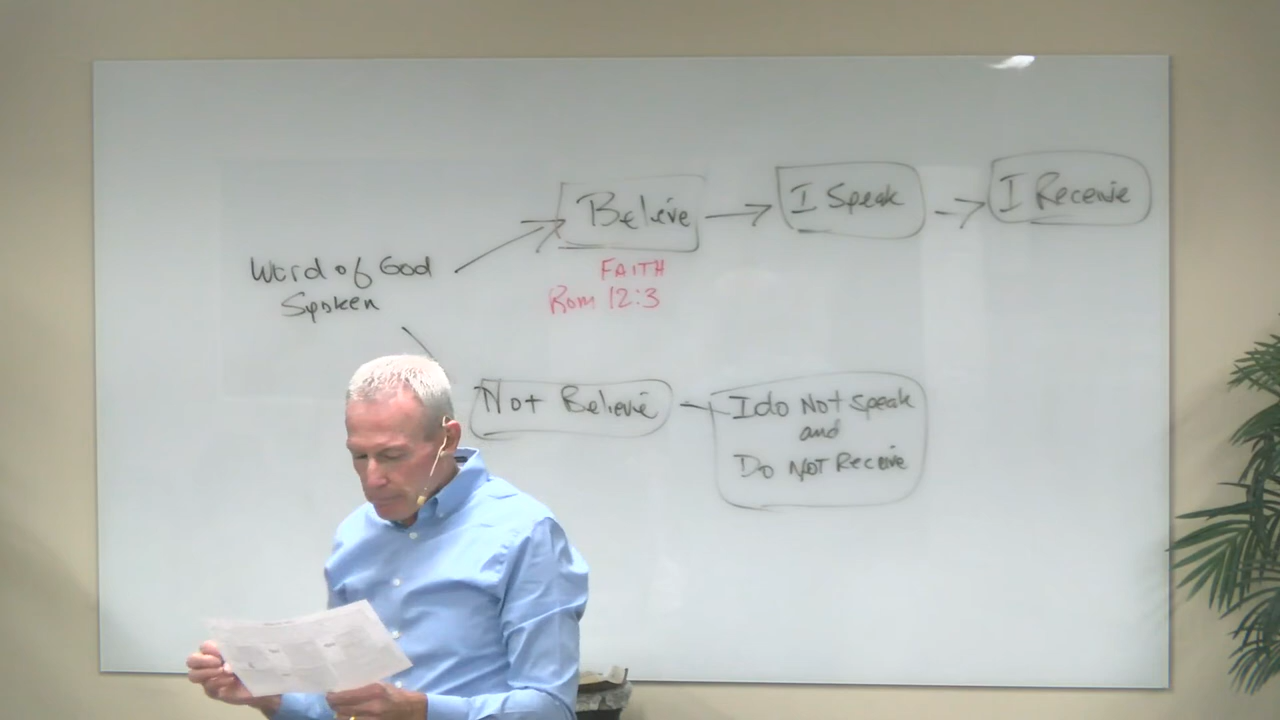 Word of God
Spoken
Believe
FAITH
Rom 12:3
I Speak
I Receive
Not Believe
I do Not Speak
and
Do NOT Receive